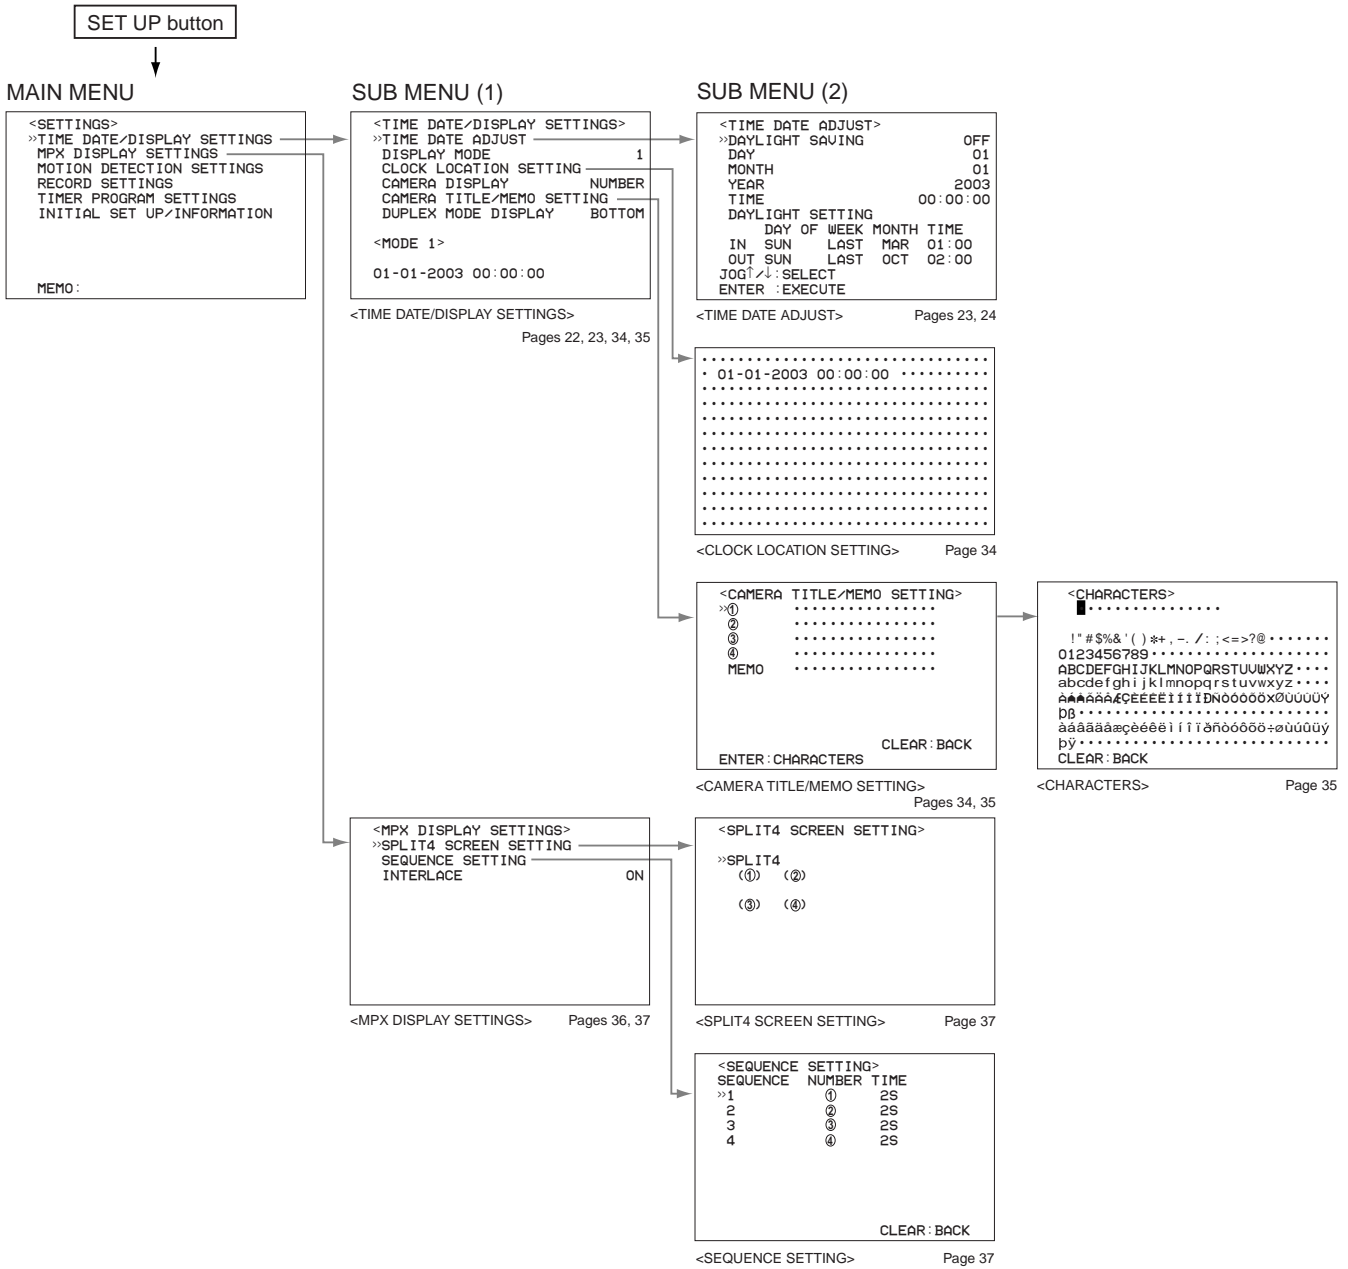 SET UP button
MAIN MENU
<SETTINGS>
»TIME DATE/DISPLAY SETTINGS
MPX DISPLAY SETTINGS
MOTION DETECTION SETTINGS
RECORD SETTINGS
TIMER PROGRAM SETTINGS
INITIAL SET UP/INFORMATION
MEMO:
SUB MENU (1)
<TIME DATE/DISPLAY SETTINGS>
»TIME DATE ADJUST
DISPLAY MODE 1
CLOCK LOCATION SETTING
CAMERA DISPLAY NUMBER
CAMERA TITLE/MEMO SETTING
DUPLEX MODE DISPLAY BOTTOM
<MODE 1>
01-01-2003 00:00:00
<TIME DATE/DISPLAY SETTINGS>
Pages 22, 23, 34, 35
SUB MENU (2)
<TIME DATE ADJUST>
»DAYLIGHT SAVING OFF
DAY 01
MONTH 01
YEAR 2003
TIME 00:00:00
DAYLIGHT SETTING
DAY OF WEEK MONTH TIME
IN SUN LAST MAR 01:00
OUT SUN LAST OCT 02:00
JOG↑/↓:SELECT
ENTER :EXECUTE
<TIME DATE ADJUST> Pages 23, 24
01-01-2003 00:00:00 ··········
<CLOCK LOCATION SETTING> Page 34
<CAMERA TITLE/MEMO SETTING>
»① ················
② ················
③ ················
④ ················
MEMO ················
CLEAR:BACK
ENTER:CHARACTERS
<CAMERA TITLE/MEMO SETTING>
Pages 34, 35
<CHARACTERS>
!"#$%&'()*+,-./:;<=>?@·······
0123456789····················
ABCDEFGHIJKLMNOPQRSTUVWXYZ····
abcdefghijklmnopqrstuvwxyz····
ÀÁÂÃÄÅÆÇÈÉÊËÌÍÎÏÐÑÒÓÔÕÖ×ØÙÚÛÜÝ
Þß····························
àáâãäåæçèéêëìíîïðñòóôõö÷øùúûüý
þÿ····························
CLEAR:BACK
<CHARACTERS> Page 35
<MPX DISPLAY SETTINGS>
»SPLIT4 SCREEN SETTING
SEQUENCE SETTING
INTERLACE ON
<MPX DISPLAY SETTINGS> Pages 36, 37
<SPLIT4 SCREEN SETTING>
»SPLIT4
(①) (②)
(③) (④)
<SPLIT4 SCREEN SETTING> Page 37
<SEQUENCE SETTING>
SEQUENCE NUMBER TIME
»1 ① 2S
2 ② 2S
3 ③ 2S
4 ④ 2S
CLEAR:BACK
<SEQUENCE SETTING> Page 37